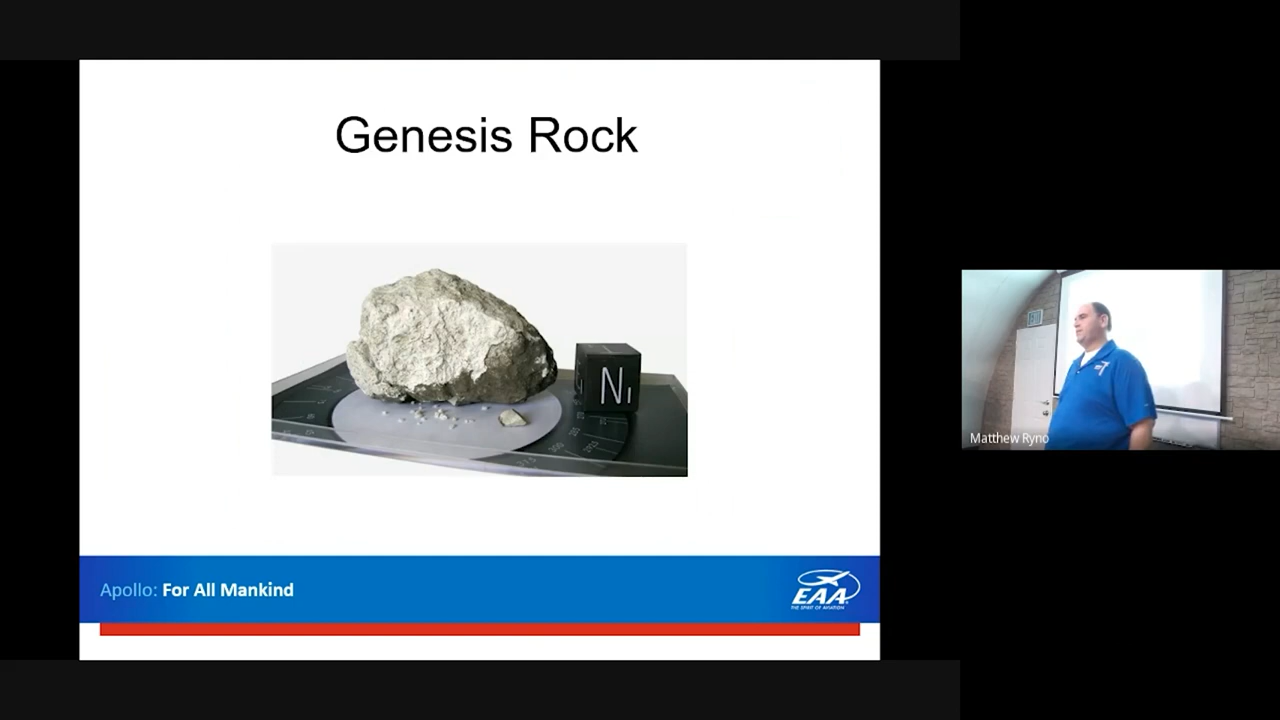 Genesis Rock
N
Apollo: For All Mankind
EAA
THE SPIRIT OF AVIATION
Matthew Ryno